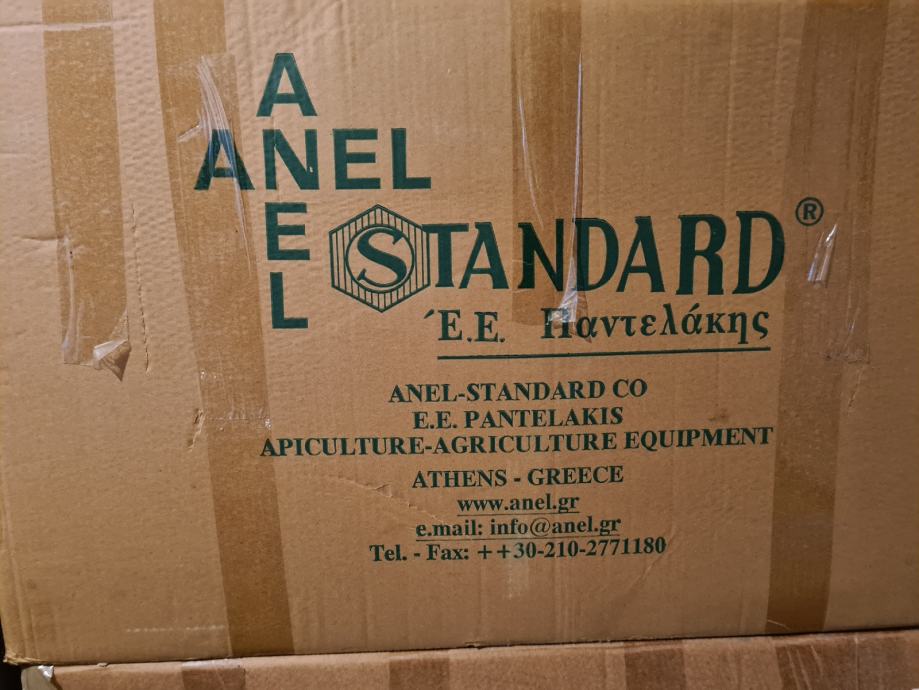 ANEL
ANEL
STANDARD®
Έ.Ε. Παντελάκης
ANEL-STANDARD CO
E.E. PANTELAKIS
APICULTURE-AGRICULTURE EQUIPMENT
ATHENS - GREECE
www.anel.gr
e.mail: info@anel.gr
Tel. - Fax: ++30-210-2771180